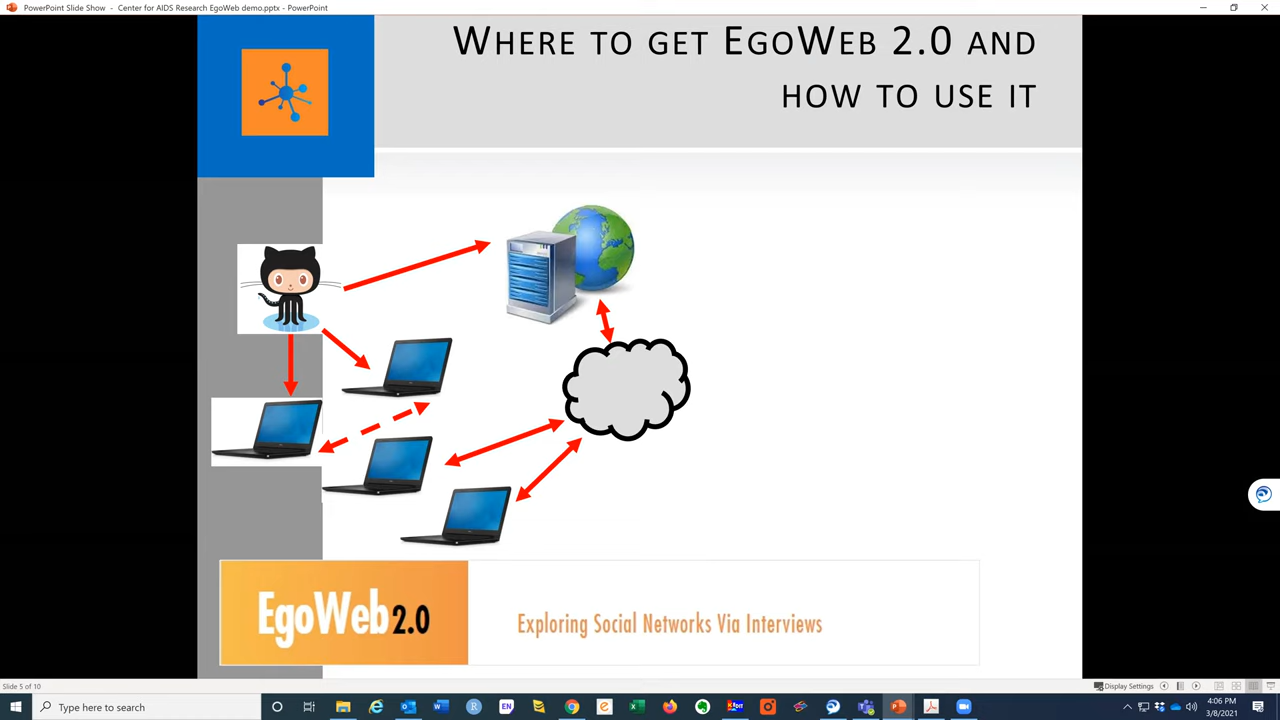 PowerPoint Slide Show - Center for AIDS Research EgoWeb demo.pptx - PowerPoint
WHERE TO GET EGOWEB 2.0 AND
HOW TO USE IT
EgoWeb 2.0
Exploring Social Networks Via Interviews
Slide 5 of 10
Display Settings
Type here to search
EN
4:06 PM
3/8/2021